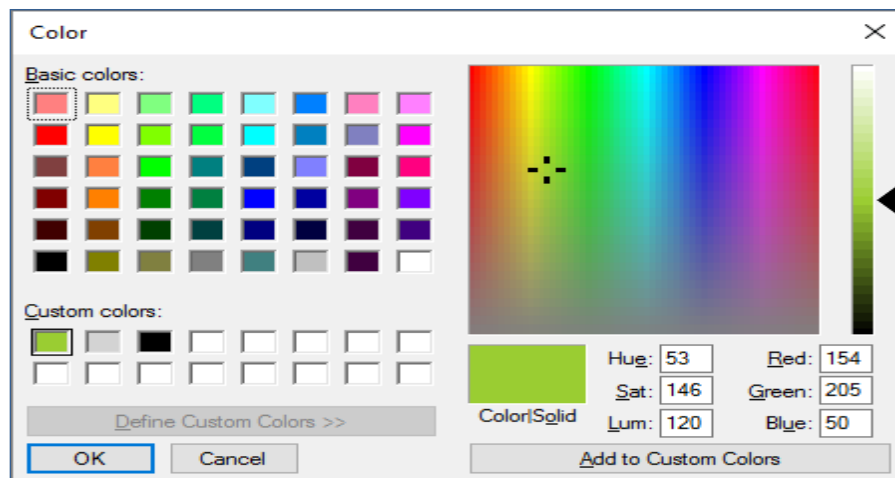 Color
Basic colors:
Custom colors:
Define Custom Colors >>
OK
Cancel
Color|Solid
Hue: 53
Sat: 146
Lum: 120
Red: 154
Green: 205
Blue: 50
Add to Custom Colors